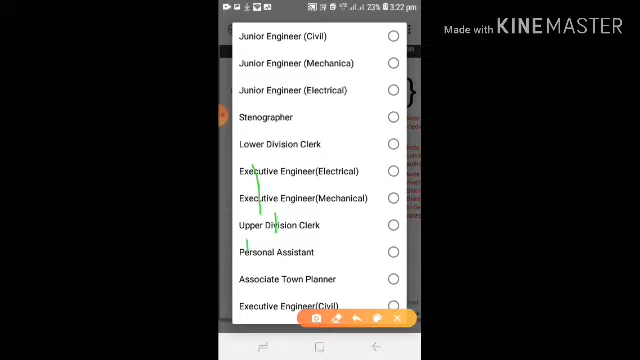 23% 3:22 pm
Made with KINEMASTER
Junior Engineer (Civil)
Junior Engineer (Mechanica)
Junior Engineer (Electrical)
Stenographer
Lower Division Clerk
Executive Engineer(Electrical)
Executive Engineer(Mechanical)
Upper Division Clerk
Personal Assistant
Associate Town Planner
Executive Engineer(Civil)